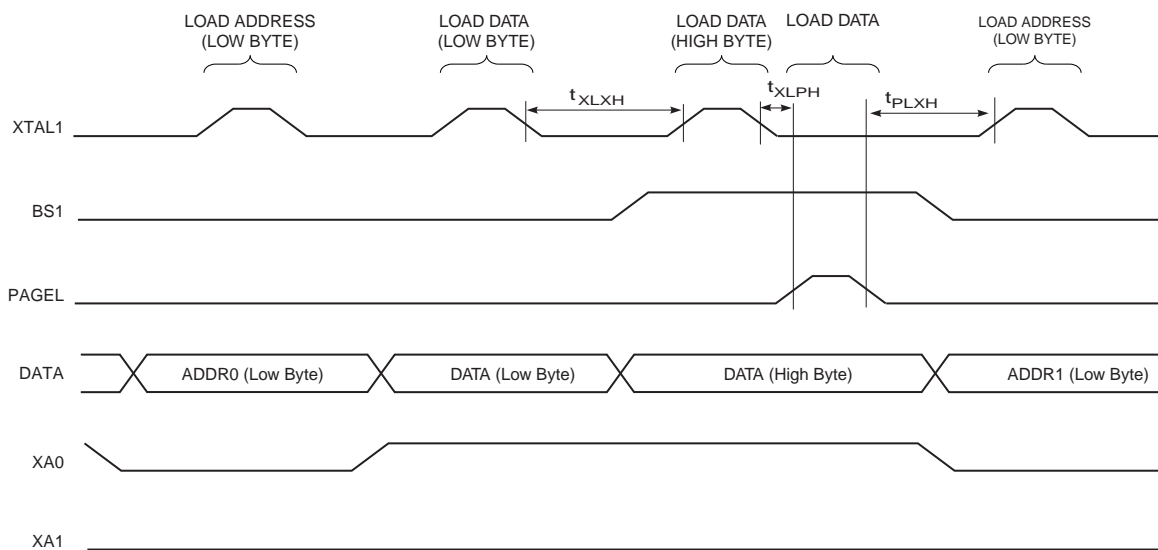 LOAD ADDRESS
(LOW BYTE)
LOAD DATA
(LOW BYTE)
LOAD DATA
(HIGH BYTE)
LOAD DATA
LOAD ADDRESS
(LOW BYTE)
tXLXH
tXLPH
tPLXH
XTAL1
BS1
PAGEL
DATA
ADDR0 (Low Byte)
DATA (Low Byte)
DATA (High Byte)
ADDR1 (Low Byte)
XA0
XA1